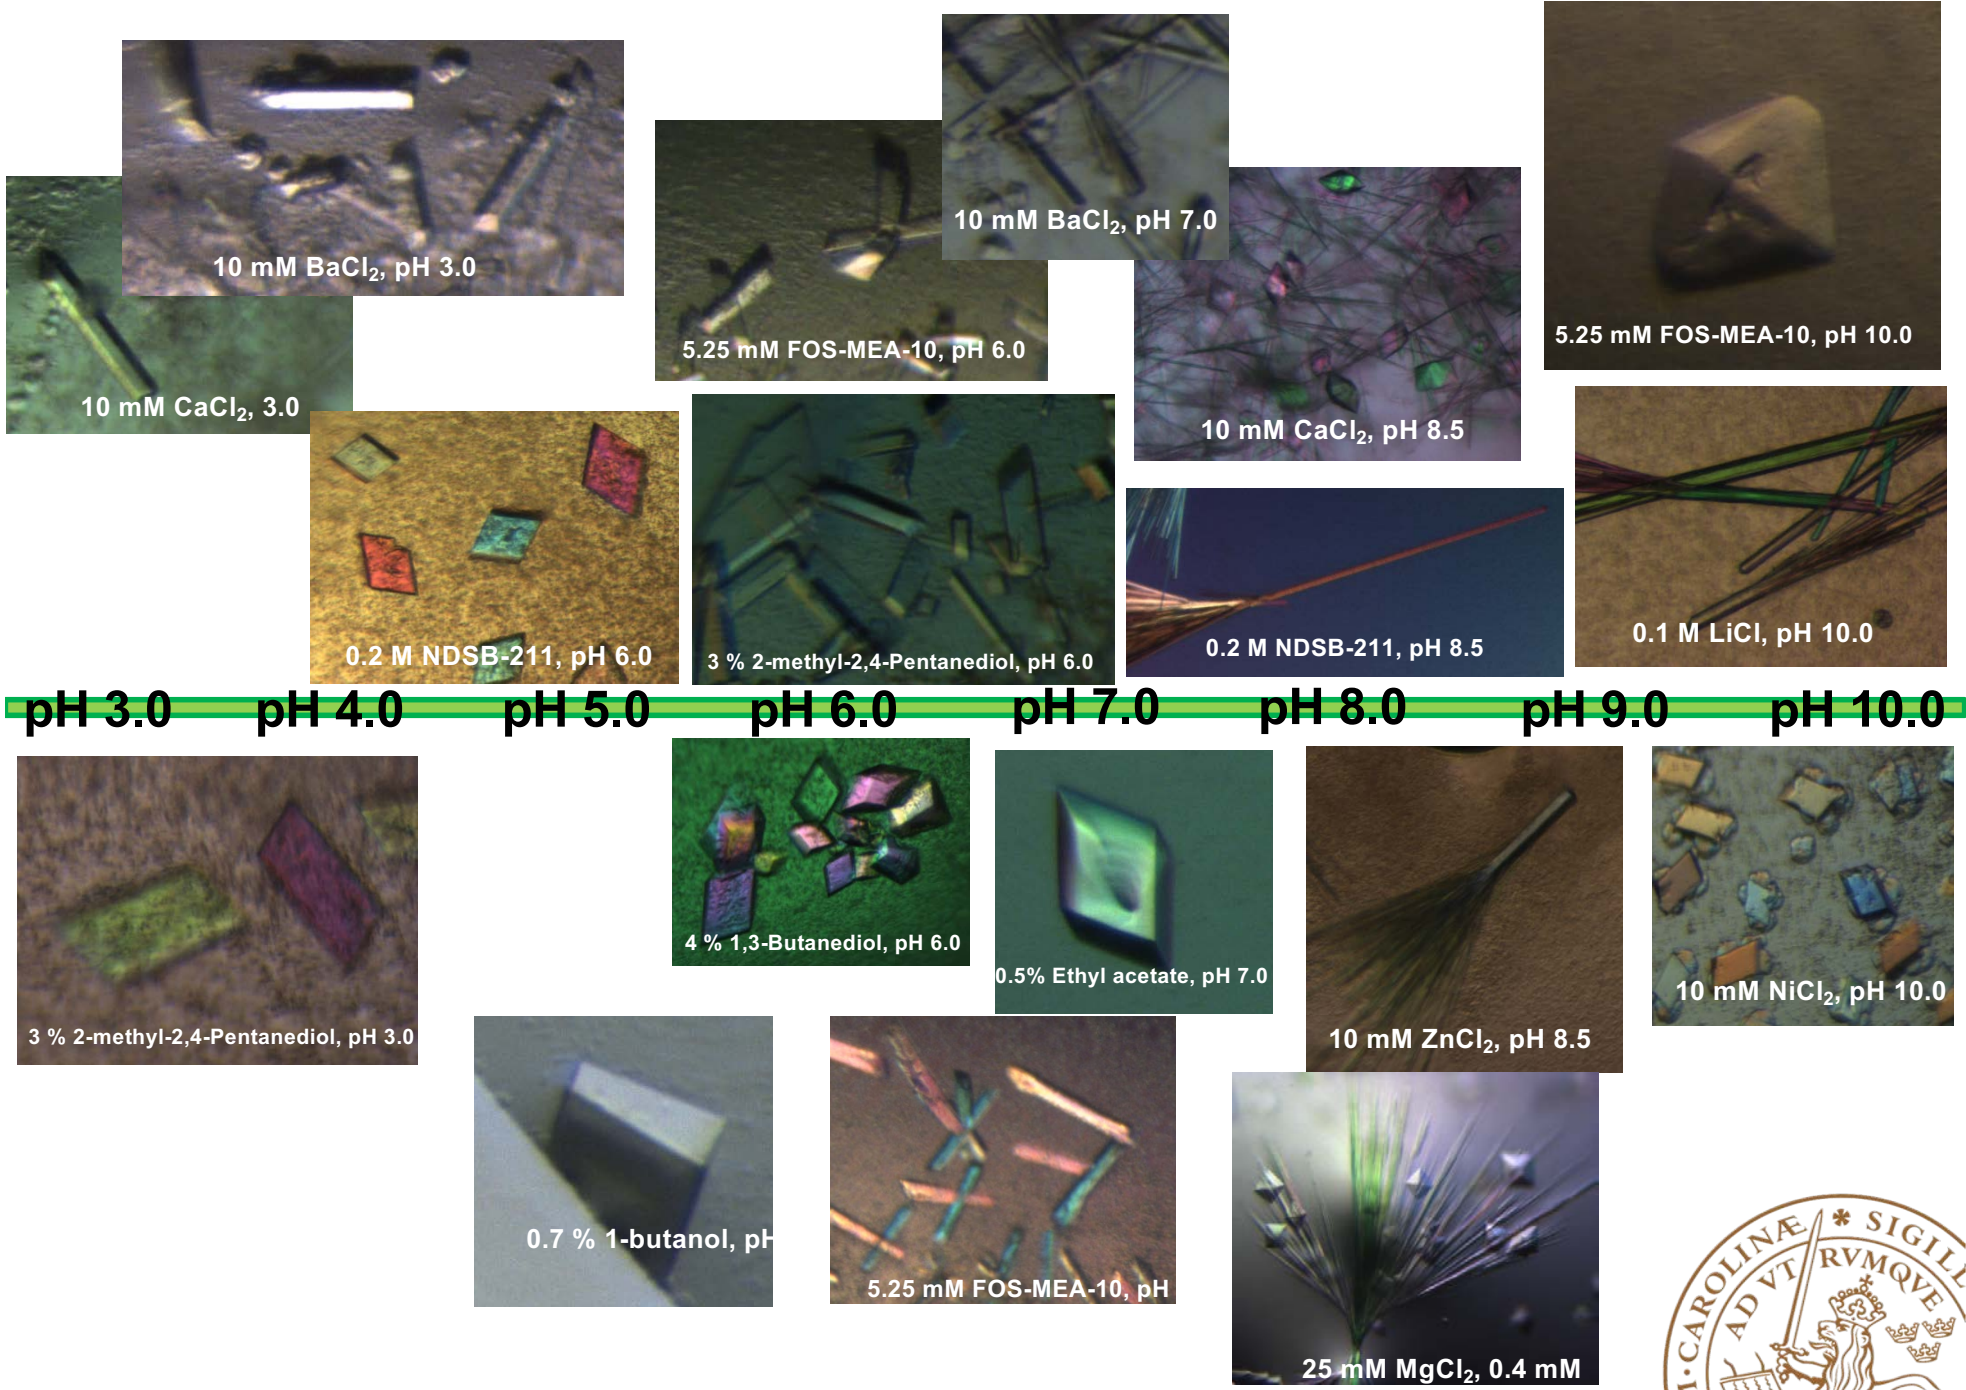 10 mM BaCl₂, pH 3.0
10 mM CaCl₂, 3.0
5.25 mM FOS-MEA-10, pH 6.0
10 mM BaCl₂, pH 7.0
10 mM CaCl₂, pH 8.5
5.25 mM FOS-MEA-10, pH 10.0
0.2 M NDSB-211, pH 6.0
3 % 2-methyl-2,4-Pentanediol, pH 6.0
0.2 M NDSB-211, pH 8.5
0.1 M LiCl, pH 10.0
pH 3.0 pH 4.0 pH 5.0 pH 6.0 pH 7.0 pH 8.0 pH 9.0 pH 10.0
3 % 2-methyl-2,4-Pentanediol, pH 3.0
4 % 1,3-Butanediol, pH 6.0
0.5% Ethyl acetate, pH 7.0
10 mM ZnCl₂, pH 8.5
10 mM NiCl₂, pH 10.0
0.7 % 1-butanol, pH
5.25 mM FOS-MEA-10, pH
25 mM MgCl₂, 0.4 mM
CAROLINÆ * SIGILL
AD VTRVMQVE